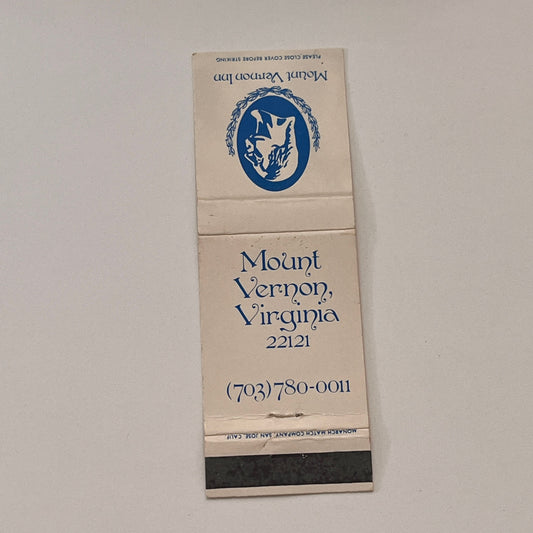 PLEASE CLOSE COVER BEFORE STRIKING
Mount Vernon Inn
Mount
Vernon,
Virginia
22121
(703) 780-0011
MONARCH MATCH COMPANY, SAN JOSE, CALIF.